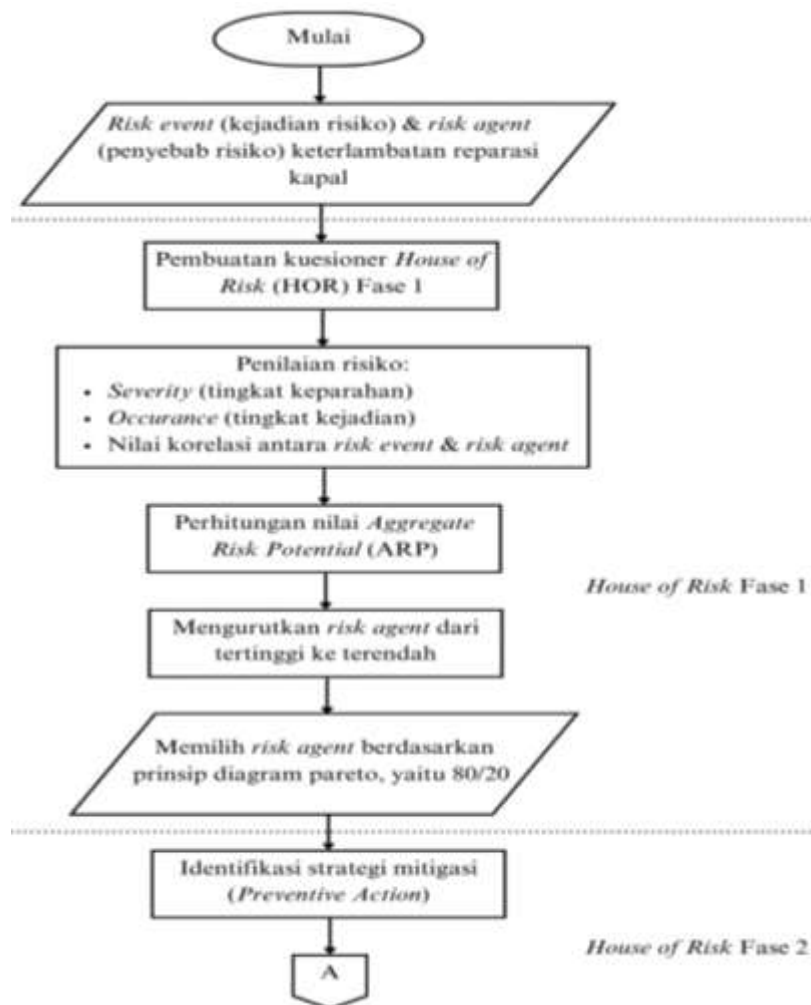 Mulai
Risk event (kejadian risiko) & risk agent
(penyebab risiko) keterlambatan reparasi
kapal
Pembuatan kuesioner House of
Risk (HOR) Fase 1
Penilaian risiko:
• Severity (tingkat keparahan)
• Occurance (tingkat kejadian)
• Nilai korelasi antara risk event & risk agent
Perhitungan nilai Aggregate
Risk Potential (ARP)
House of Risk Fase 1
Mengurutkan risk agent dari
tertinggi ke terendah
Memilih risk agent berdasarkan
prinsip diagram pareto, yaitu 80/20
Identifikasi strategi mitigasi
(Preventive Action)
House of Risk Fase 2
A